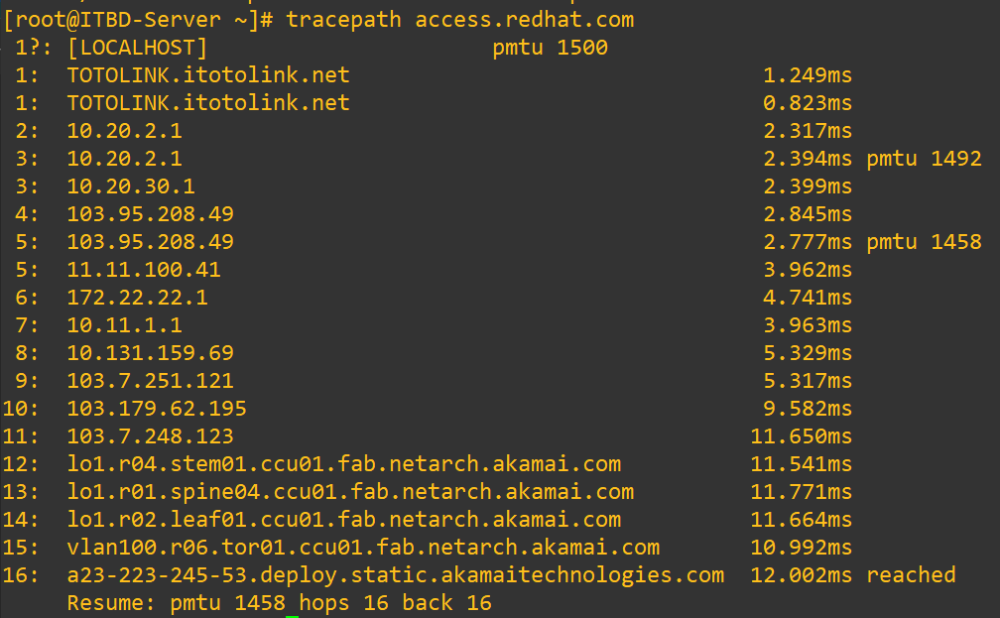 [root@ITBD-Server ~]# tracepath access.redhat.com
1?: [LOCALHOST] pmtu 1500
1: TOTOLINK.itotolink.net 1.249ms
1: TOTOLINK.itotolink.net 0.823ms
2: 10.20.2.1 2.317ms
3: 10.20.2.1 2.394ms pmtu 1492
3: 10.20.30.1 2.399ms
4: 103.95.208.49 2.845ms
5: 103.95.208.49 2.777ms pmtu 1458
5: 11.11.100.41 3.962ms
6: 172.22.22.1 4.741ms
7: 10.11.1.1 3.963ms
8: 10.131.159.69 5.329ms
9: 103.7.251.121 5.317ms
10: 103.179.62.195 9.582ms
11: 103.7.248.123 11.650ms
12: lo1.r04.stem01.ccu01.fab.netarch.akamai.com 11.541ms
13: lo1.r01.spine04.ccu01.fab.netarch.akamai.com 11.771ms
14: lo1.r02.leaf01.ccu01.fab.netarch.akamai.com 11.664ms
15: vlan100.r06.tor01.ccu01.fab.netarch.akamai.com 10.992ms
16: a23-223-245-53.deploy.static.akamaitechnologies.com 12.002ms reached
Resume: pmtu 1458 hops 16 back 16